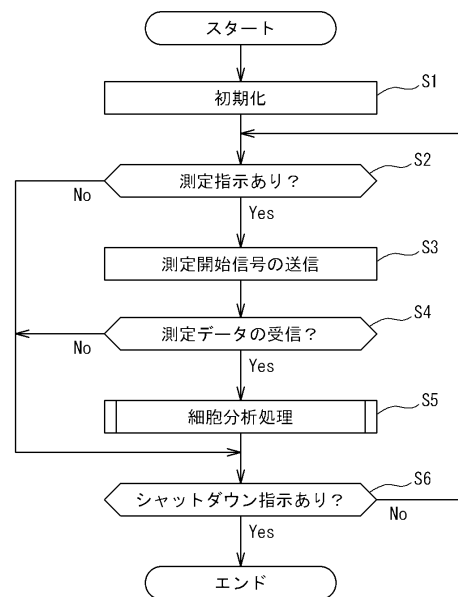 スタート
初期化
S1
測定指示あり？
S2
No
Yes
測定開始信号の送信
S3
測定データの受信？
S4
No
Yes
細胞分析処理
S5
シャットダウン指示あり？
S6
No
Yes
エンド